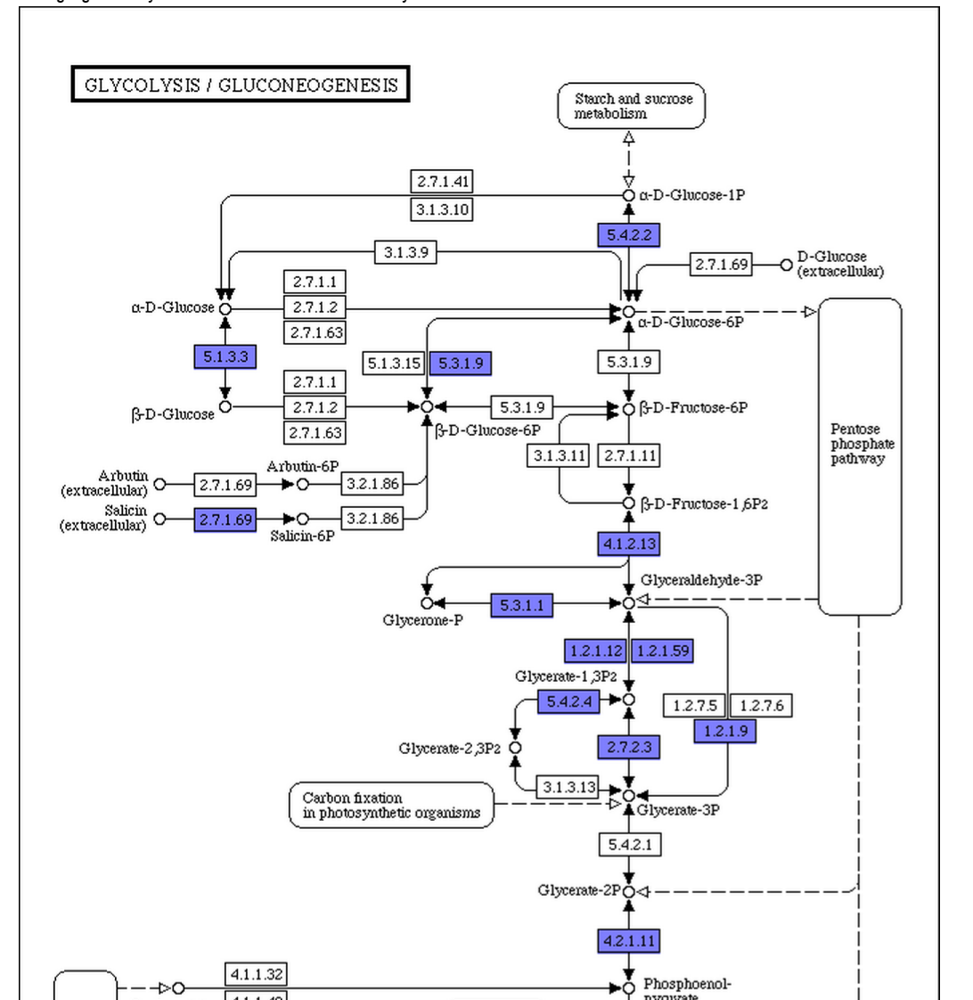 GLYCOLYSIS / GLUCONEOGENESIS
Starch and sucrose
metabolism
2.7.1.41
α-D-Glucose-1P
3.1.3.10
5.4.2.2
3.1.3.9
2.7.1.69
D-Glucose
(extracellular)
2.7.1.1
α-D-Glucose
2.7.1.2
α-D-Glucose-6P
2.7.1.63
5.1.3.3
5.1.3.15
5.3.1.9
5.3.1.9
2.7.1.1
β-D-Glucose
2.7.1.2
5.3.1.9
β-D-Fructose-6P
2.7.1.63
β-D-Glucose-6P
Pentose
phosphate
pathway
3.1.3.11
2.7.1.11
Arbutin
(extracellular)
2.7.1.69
Arbutin-6P
3.2.1.86
β-D-Fructose-1,6P2
Salicin
(extracellular)
2.7.1.69
Salicin-6P
3.2.1.86
4.1.2.13
Glyceraldehyde-3P
Glycerone-P
5.3.1.1
1.2.1.12
1.2.1.59
Glycerate-1,3P2
5.4.2.4
1.2.7.5
1.2.7.6
1.2.1.9
Glycerate-2,3P2
2.7.2.3
3.1.3.13
Carbon fixation
in photosynthetic organisms
Glycerate-3P
5.4.2.1
Glycerate-2P
4.2.1.11
4.1.1.32
Phosphoenol-